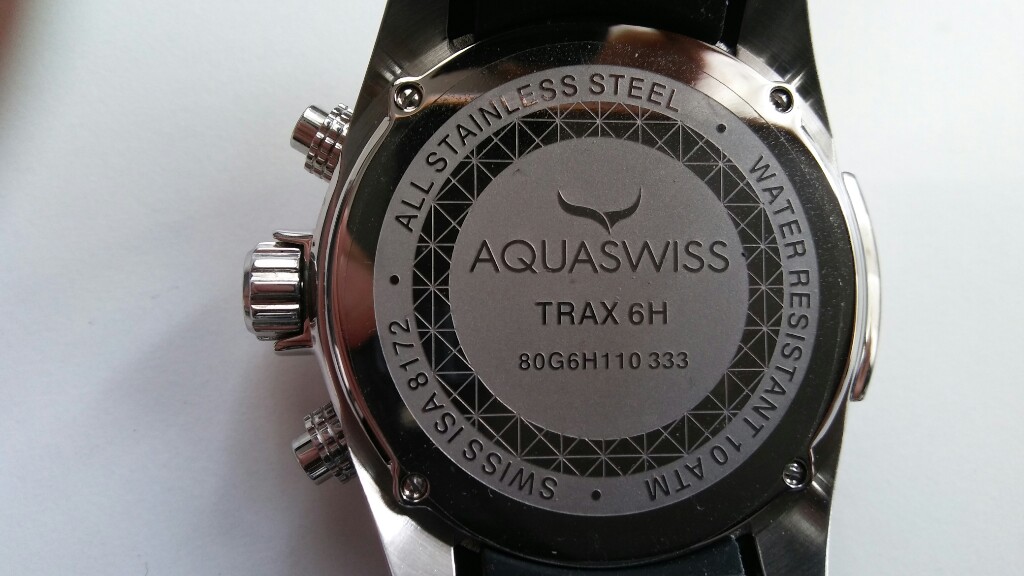 ALL STAINLESS STEEL
WATER RESISTANT 10 ATM
SWISS ISA 8172
AQUASWISS
TRAX 6H
80G6H110 333